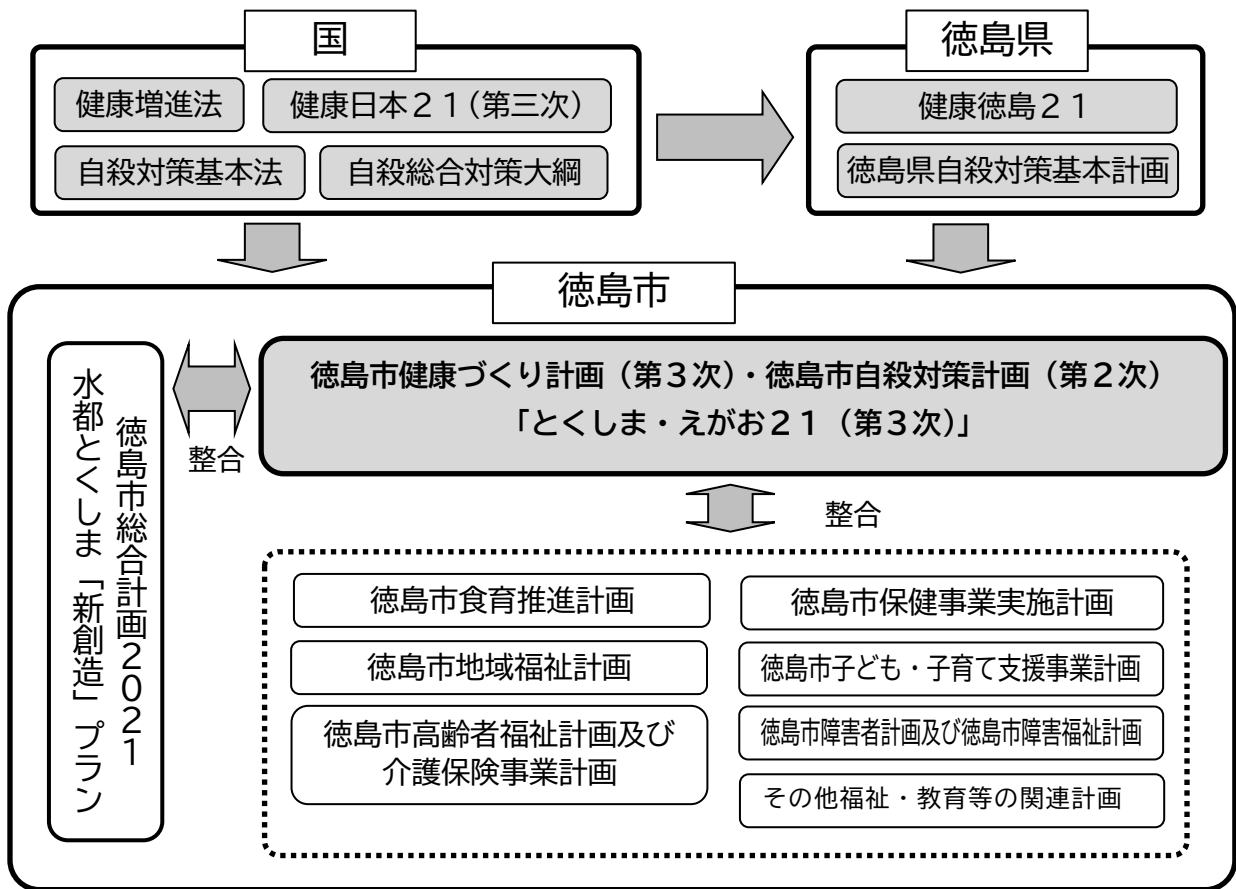 国
健康増進法
健康日本２１（第三次）
自殺対策基本法
自殺総合対策大綱
徳島県
健康徳島２１
徳島県自殺対策基本計画
徳島市
徳島市総合計画２０２１
水都とくしま「新創造」プラン
整合
徳島市健康づくり計画（第３次）・徳島市自殺対策計画（第２次）
「とくしま・えがお２１（第３次）」
整合
徳島市食育推進計画
徳島市地域福祉計画
徳島市高齢者福祉計画及び
介護保険事業計画
徳島市保健事業実施計画
徳島市子ども・子育て支援事業計画
徳島市障害者計画及び徳島市障害福祉計画
その他福祉・教育等の関連計画